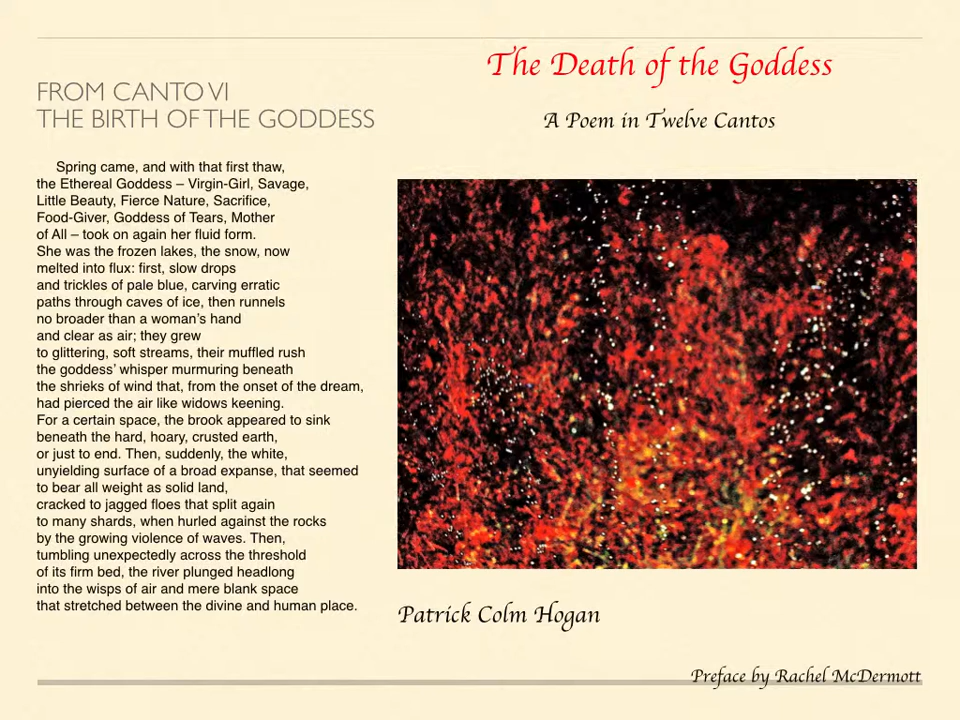 FROM CANTO VI
THE BIRTH OF THE GODDESS
Spring came, and with that first thaw,
the Ethereal Goddess – Virgin-Girl, Savage,
Little Beauty, Fierce Nature, Sacrifice,
Food-Giver, Goddess of Tears, Mother
of All – took on again her fluid form.
She was the frozen lakes, the snow, now
melted into flux: first, slow drops
and trickles of pale blue, carving erratic
paths through caves of ice, then runnels
no broader than a woman’s hand
and clear as air; they grew
to glittering, soft streams, their muffled rush
the goddess’ whisper murmuring beneath
the shrieks of wind that, from the onset of the dream,
had pierced the air like widows keening.
For a certain space, the brook appeared to sink
beneath the hard, hoary, crusted earth,
or just to end. Then, suddenly, the white,
unyielding surface of a broad expanse, that seemed
to bear all weight as solid land,
cracked to jagged floes that split again
to many shards, when hurled against the rocks
by the growing violence of waves. Then,
tumbling unexpectedly across the threshold
of its firm bed, the river plunged headlong
into the wisps of air and mere blank space
that stretched between the divine and human place.
The Death of the Goddess
A Poem in Twelve Cantos
Patrick Colm Hogan
Preface by Rachel McDermott